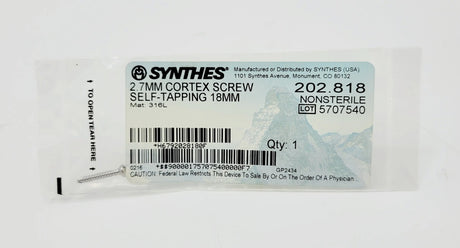 SYNTHES®
Manufactured or Distributed by SYNTHES (USA)
1101 Synthes Avenue, Monument, CO 80132
2.7MM CORTEX SCREW
SELF-TAPPING 18MM
Mat: 316L
202.818
NONSTERILE
LOT 5707540
*H6792028180F
Qty: 1
0216
*+$$90000175707540000OF7
GP2434
CAUTION: Federal Law Restricts This Device To Sale By or On the Order Of A Physician
TO OPEN TEAR HERE